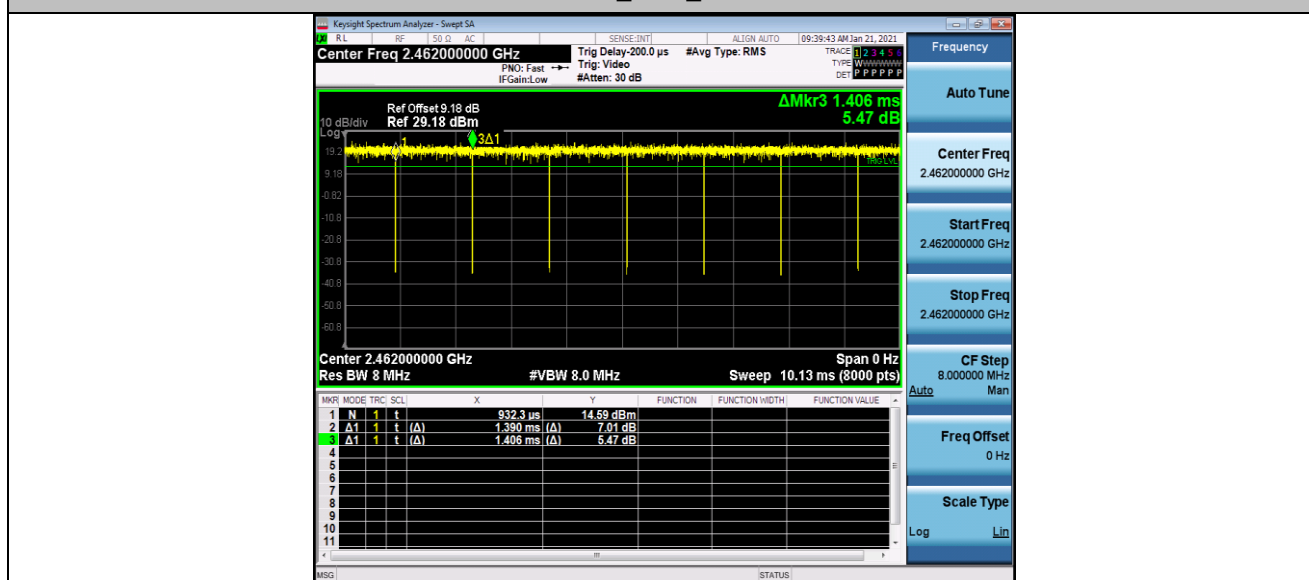 Keysight Spectrum Analyzer - Swept SA
RL RF 50 Ω AC SENSE:INT ALIGN AUTO 09:39:43 AM Jan 21, 2021
Center Freq 2.462000000 GHz
PNO: Fast
IFGain:Low
Trig Delay-200.0 µs
Trig: Video
#Atten: 30 dB
#Avg Type: RMS
TRACE 1 2 3 4 5 6
TYPE WWWWWW
DET P P P P P P
Frequency
Auto Tune
Center Freq
2.462000000 GHz
Start Freq
2.462000000 GHz
Stop Freq
2.462000000 GHz
CF Step
8.000000 MHz
Auto Man
Freq Offset
0 Hz
Scale Type
Log Lin
ΔMkr3 1.406 ms
5.47 dB
Ref Offset 9.18 dB
10 dB/div Ref 29.18 dBm
Log
1
3Δ1
TRIG LVL
19.2
9.18
-0.82
-10.8
-20.8
-30.8
-40.8
-50.8
-60.8
Center 2.462000000 GHz Span 0 Hz
Res BW 8 MHz #VBW 8.0 MHz Sweep 10.13 ms (8000 pts)
MKR MODE TRC SCL X Y FUNCTION FUNCTION WIDTH FUNCTION VALUE
1 N 1 t 932.3 µs 14.59 dBm
2 Δ1 1 t (Δ) 1.390 ms (Δ) 7.01 dB
3 Δ1 1 t (Δ) 1.406 ms (Δ) 5.47 dB
4
5
6
7
8
9
10
11
MSG STATUS